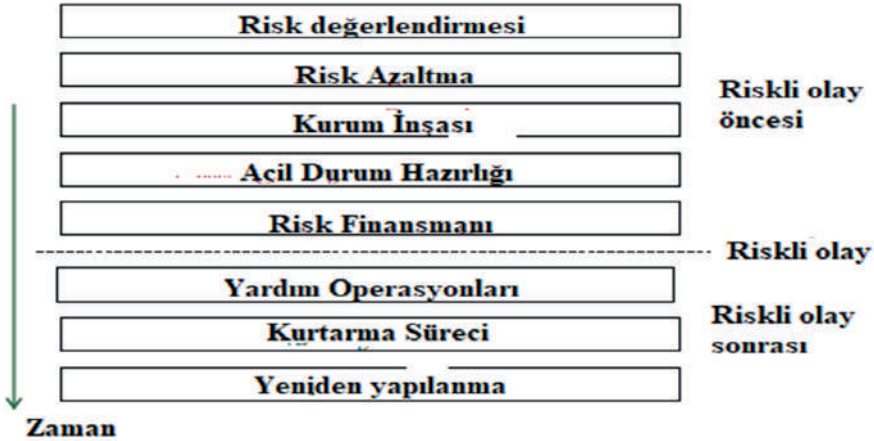 Risk değerlendirmesi
Risk Azaltma
Riskli olay
öncesi
Kurum İnşası
Açil Durum Hazırlığı
Risk Finansmanı
Riskli olay
Yardım Operasyonları
Kurtarma Süreci
Riskli olay
sonrası
Yeniden yapılanma
Zaman